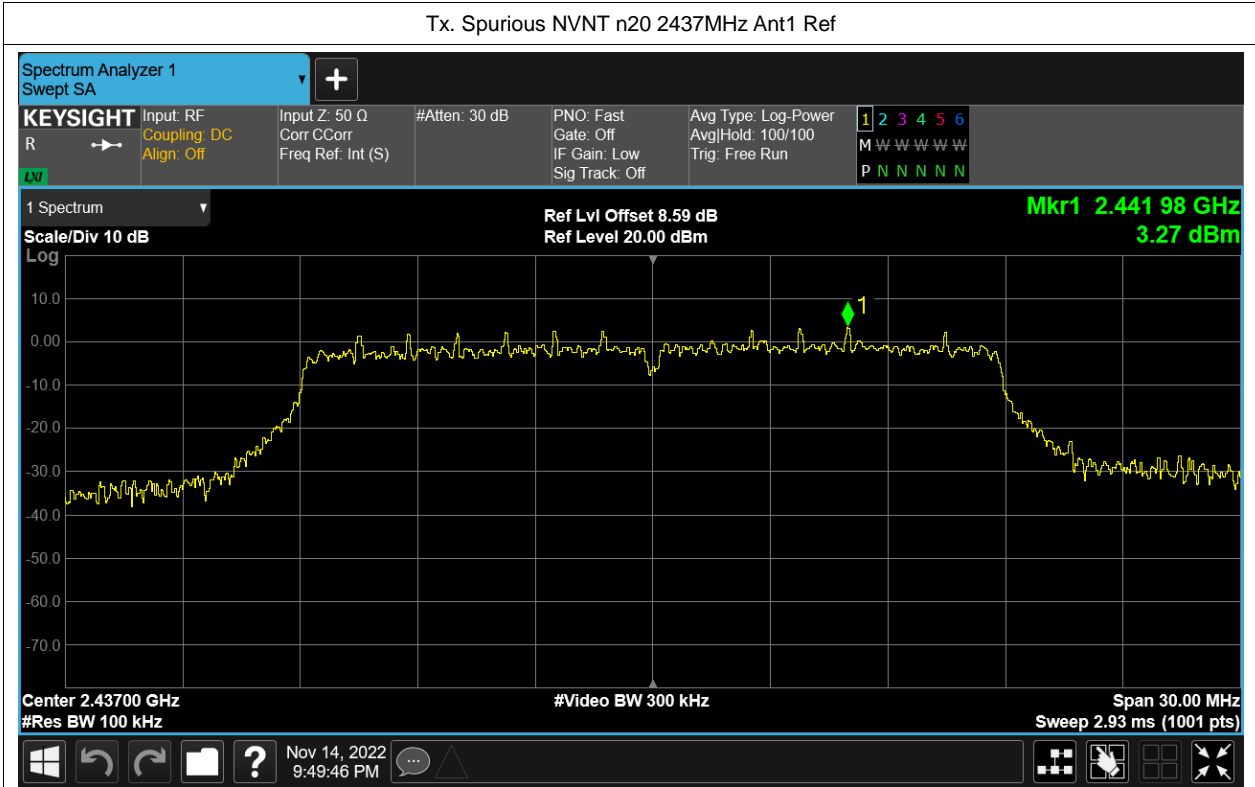 Tx. Spurious NVNT n20 2437MHz Ant1 Ref
Spectrum Analyzer 1
Swept SA
KEYSIGHT
R
LXI
Input: RF
Coupling: DC
Align: Off
Input Z: 50 Ω
Corr CCorr
Freq Ref: Int (S)
#Atten: 30 dB
PNO: Fast
Gate: Off
IF Gain: Low
Sig Track: Off
Avg Type: Log-Power
Avg|Hold: 100/100
Trig: Free Run
1 2 3 4 5 6
M W W W W W
P N N N N N
1 Spectrum
Scale/Div 10 dB
Log
Ref Lvl Offset 8.59 dB
Ref Level 20.00 dBm
Mkr1 2.441 98 GHz
3.27 dBm
1
10.0
0.00
-10.0
-20.0
-30.0
-40.0
-50.0
-60.0
-70.0
Center 2.43700 GHz
#Res BW 100 kHz
#Video BW 300 kHz
Span 30.00 MHz
Sweep 2.93 ms (1001 pts)
?
Nov 14, 2022
9:49:46 PM